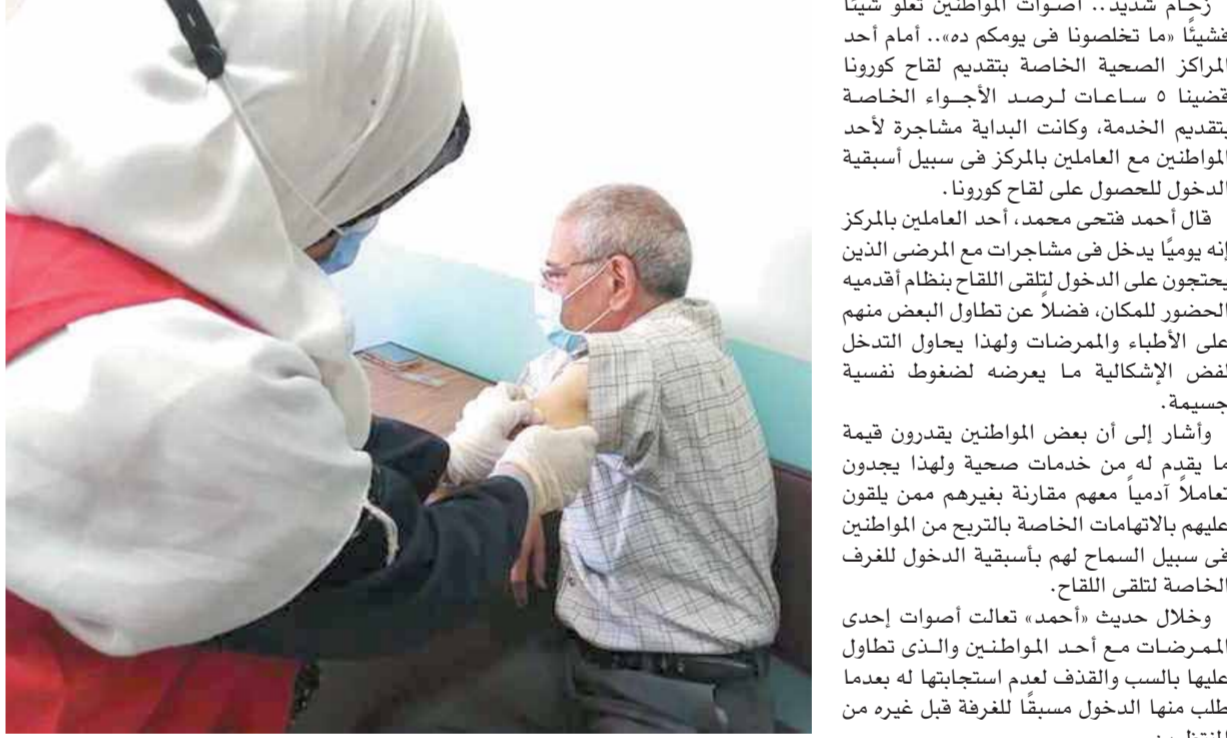 زحـام شديد.. أصـوات المواطنين تعلو شيئًا
فشيئًا «ما تخلصونا فى يومكم ده».. أمام أحد
المراكز الصحية الخاصة بتقديم لقاح كورونا
قضينا ٥ ساعات لرصد الأجواء الخاصة
بتقديم الخدمة، وكانت البداية مشاجرة لأحد
المواطنين مع العاملين بالمركز فى سبيل أسبقية
الدخول للحصول على لقاح كورونا.
قال أحمد فتحى محمد، أحد العاملين بالمركز
إنه يوميًا يدخل فى مشاجرات مع المرضى الذين
يحتجون على الدخول لتلقى اللقاح بنظام أقدميه
الحضور للمكان، فضلاً عن تطاول البعض منهم
على الأطباء والممرضات ولهذا يحاول التدخل
لفض الإشكالية ما يعرضه لضغوط نفسية
جسيمة.
وأشار إلى أن بعض المواطنين يقدرون قيمة
ما يقدم له من خدمات صحية ولهذا يجدون
تعاملاً آدمياً معهم مقارنة بغيرهم ممن يلقون
عليهم بالاتهامات الخاصة بالتربح من المواطنين
فى سبيل السماح لهم بأسبقية الدخول للغرف
الخاصة لتلقى اللقاح.
وخلال حديث «أحمد» تعالت أصوات إحدى
الممرضات مع أحد المواطنين والذى تطاول
عليها بالسب والقذف لعدم استجابتها له بعدما
طلب منها الدخول مسبقًا للغرفة قبل غيره من